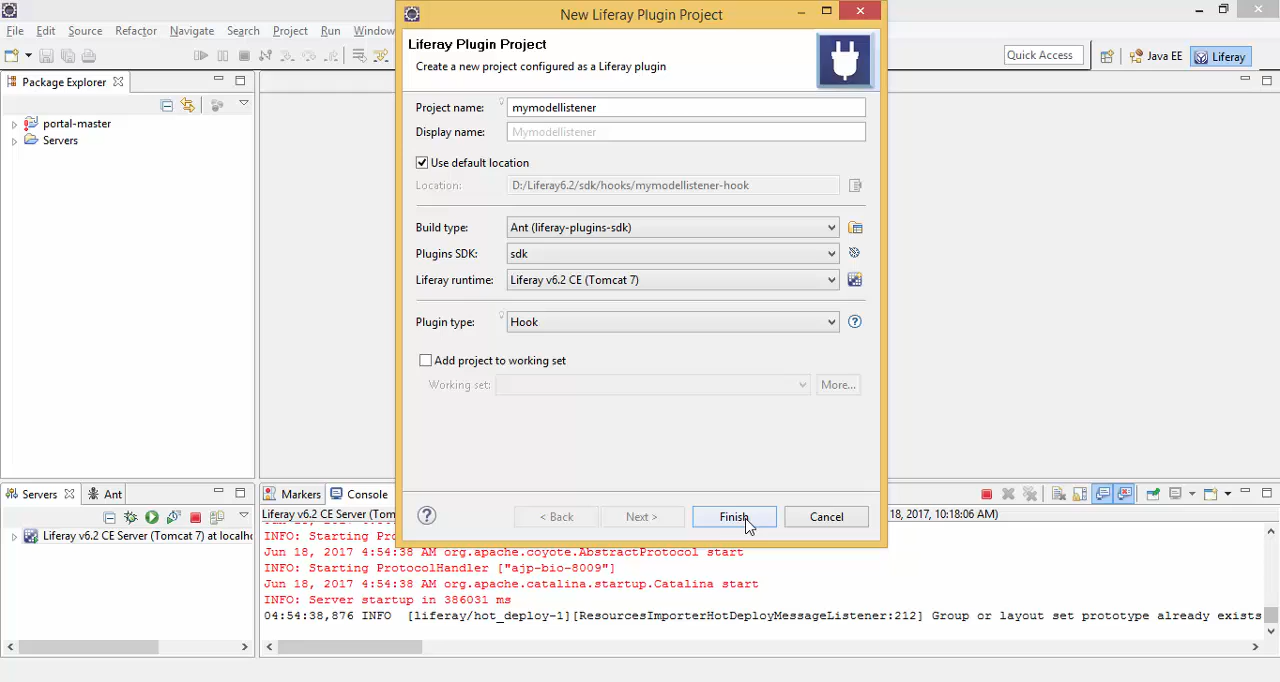 New Liferay Plugin Project
File Edit Source Refactor Navigate Search Project Run Window
Liferay Plugin Project
Create a new project configured as a Liferay plugin
Quick Access
Java EE
Liferay
Package Explorer
portal-master
Servers
Project name: mymodellistener
Display name: Mymodellistener
Use default location
Location: D:/Liferay6.2/sdk/hooks/mymodellistener-hook
Build type: Ant (liferay-plugins-sdk)
Plugins SDK: sdk
Liferay runtime: Liferay v6.2 CE (Tomcat 7)
Plugin type: Hook
Add project to working set
Working set:
More...
< Back
Next >
Finish
Cancel
Servers
Ant
Liferay v6.2 CE Server (Tomcat 7) at localh
Markers
Console
Liferay v6.2 CE Server (Tom
18, 2017, 10:18:06 AM)
INFO: Starting Pro
Jun 18, 2017 4:54:38 AM org.apache.coyote.AbstractProtocol start
INFO: Starting ProtocolHandler ["ajp-bio-8009"]
Jun 18, 2017 4:54:38 AM org.apache.catalina.startup.Catalina start
INFO: Server startup in 386031 ms
04:54:38,876 INFO [liferay/hot_deploy-1][ResourcesImporterHotDeployMessageListener:212] Group or layout set prototype already exists